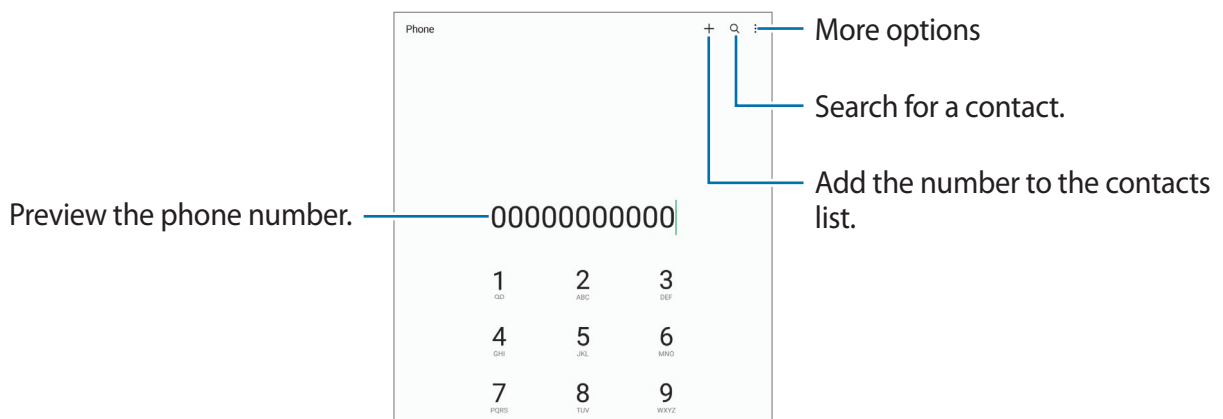 Phone
More options
Search for a contact.
Add the number to the contacts
list.
Preview the phone number.
00000000000
1 2 3
ABC DEF
4 5 6
GHI JKL MNO
7 8 9
PQRS TUV WXYZ